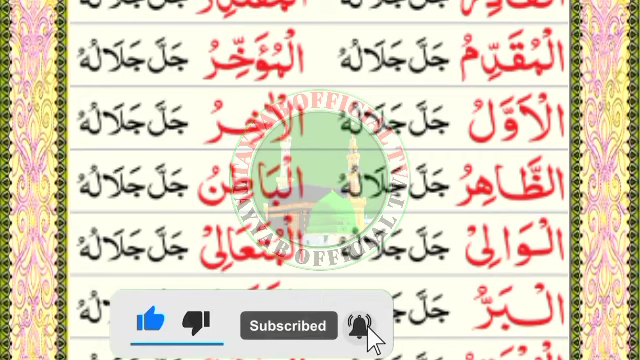 الْمُقَدِّمُ جَلَّ جَلَالُهُ الْمُؤَخِّرُ جَلَّ جَلَالُهُ
الْاَوَّلُ جَلَّ جَلَالُهُ الْاٰخِرُ جَلَّ جَلَالُهُ
الظَّاهِرُ جَلَّ جَلَالُهُ الْبَاطِنُ جَلَّ جَلَالُهُ
الْوَالِیْ جَلَّ جَلَالُهُ الْمُتَعَالِیْ جَلَّ جَلَالُهُ
الْبَرُّ جَلَّ
Subscribed